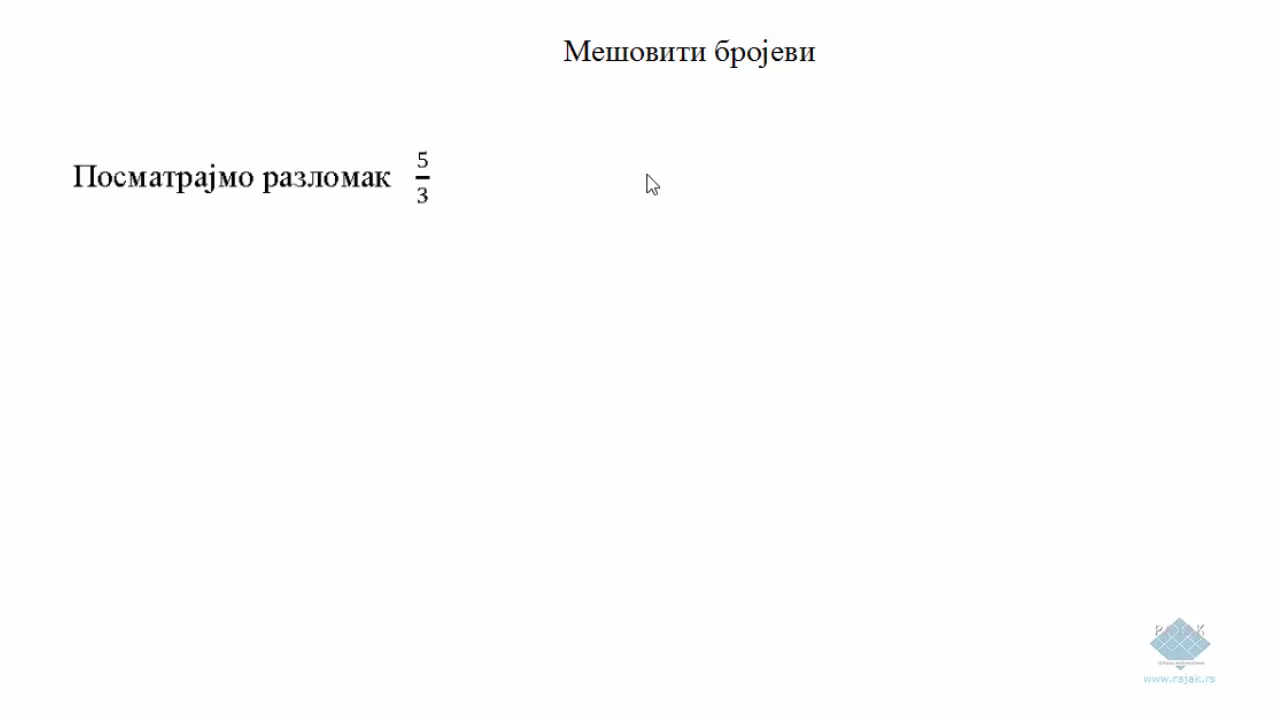 Мешовити бројеви
Посматрајмо разломак 5/3
www.rajak.rs